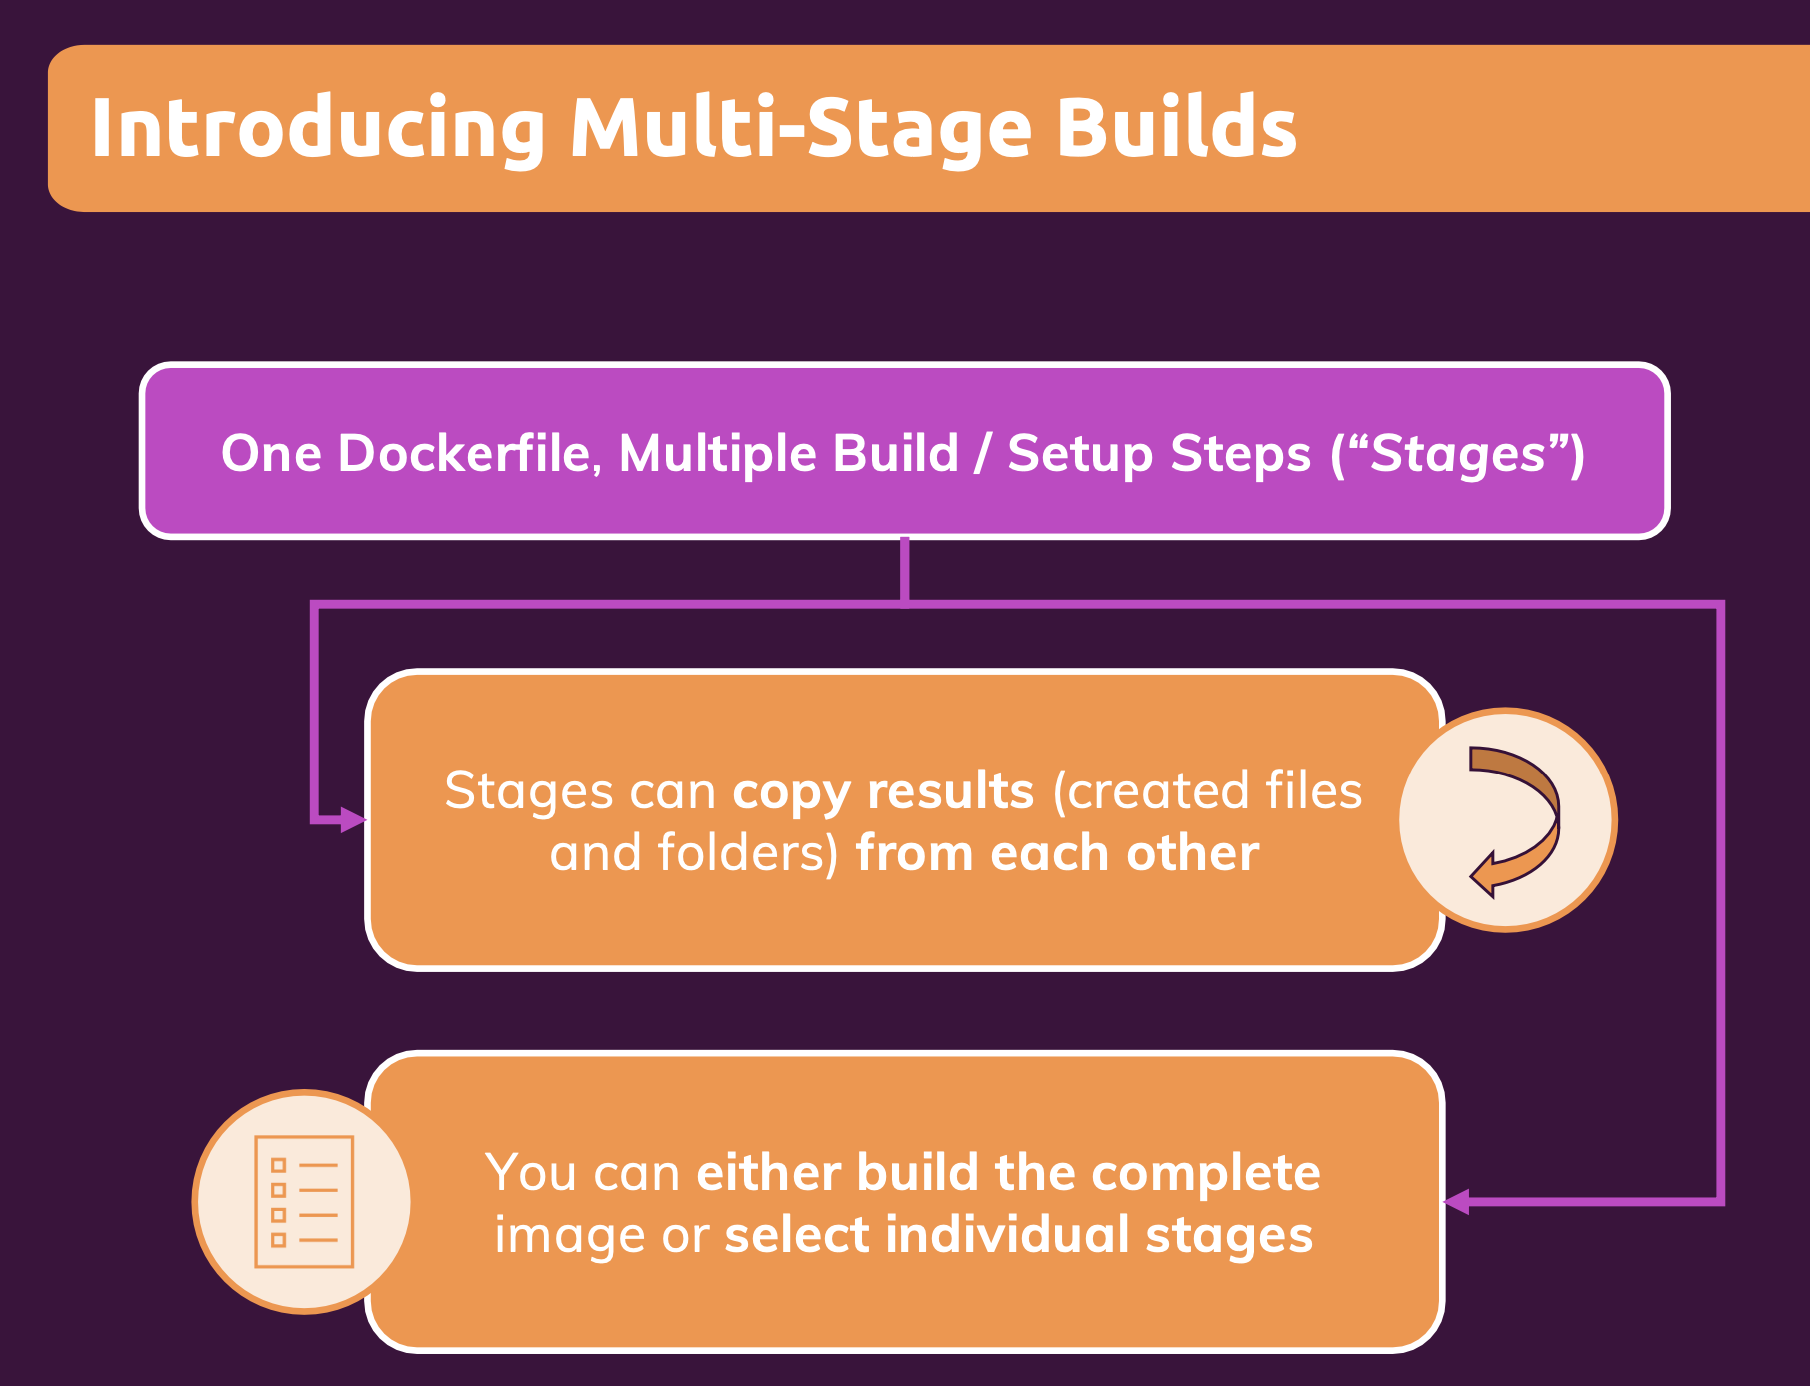 Introducing Multi-Stage Builds
One Dockerfile, Multiple Build / Setup Steps (“Stages”)
Stages can copy results (created files
and folders) from each other
You can either build the complete
image or select individual stages